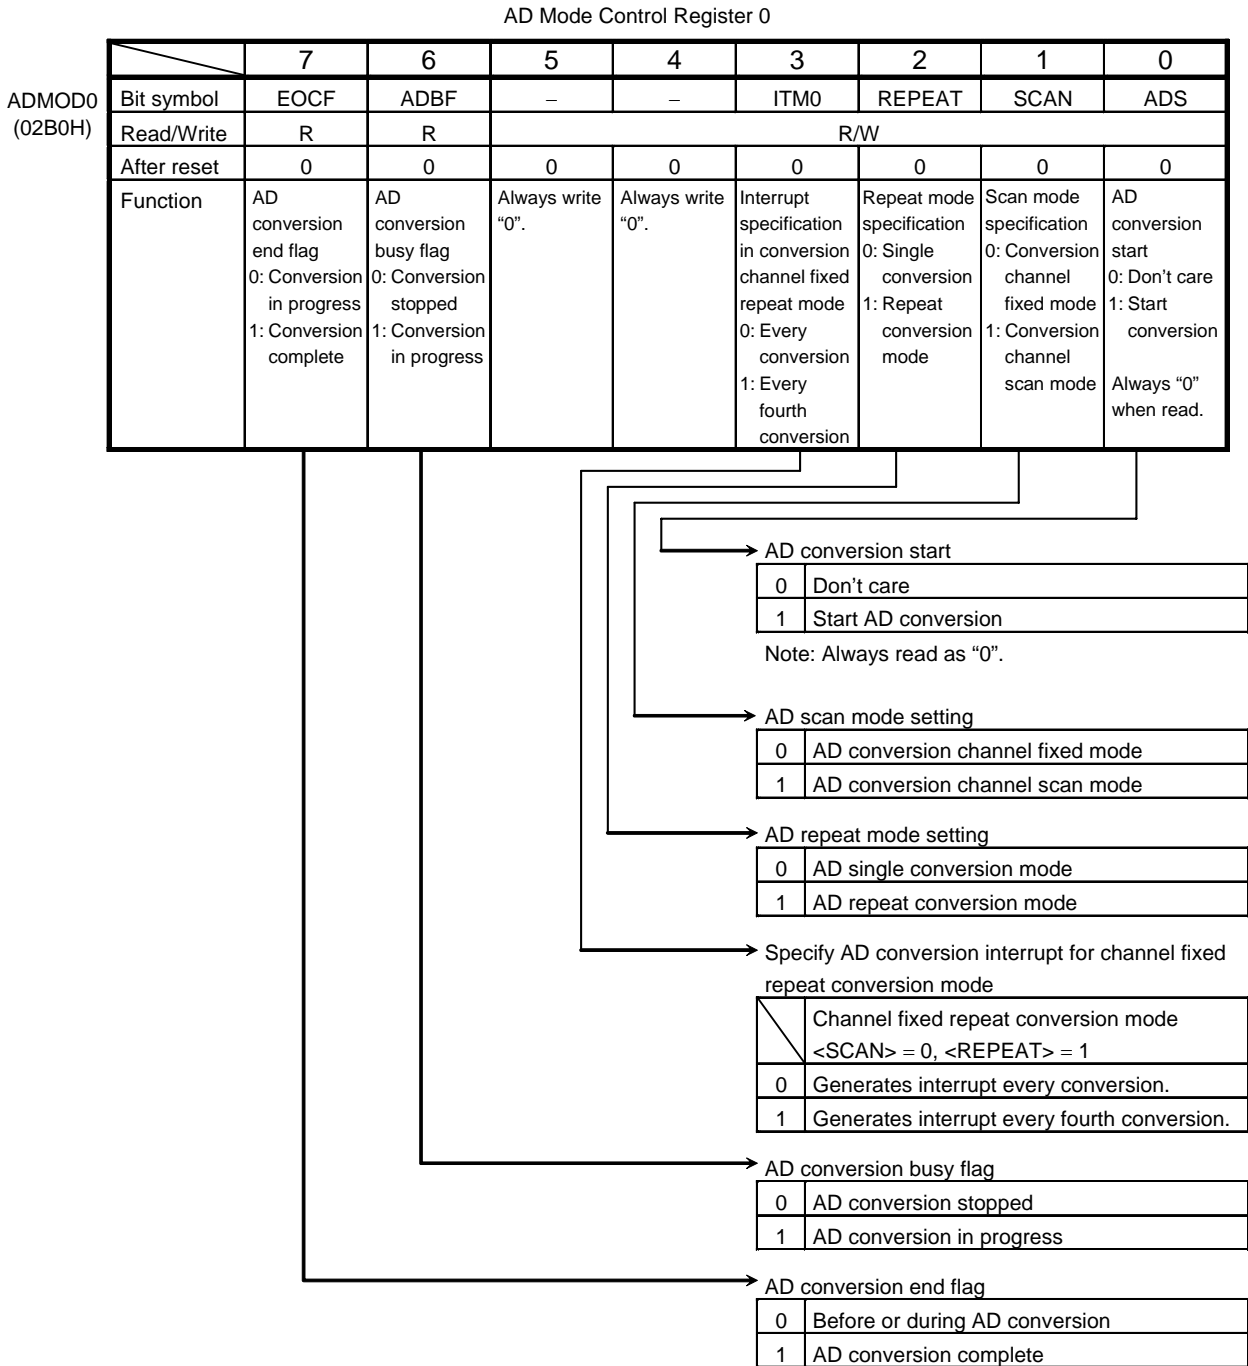 AD Mode Control Register 0
7 6 5 4 3 2 1 0
ADMOD0
(02B0H)
Bit symbol EOCF ADBF – – ITM0 REPEAT SCAN ADS
Read/Write R R R/W
After reset 0 0 0 0 0 0 0 0
Function
AD
conversion
end flag
0: Conversion
in progress
1: Conversion
complete
AD
conversion
busy flag
0: Conversion
stopped
1: Conversion
in progress
Always write
“0”.
Always write
“0”.
Interrupt
specification
in conversion
channel fixed
repeat mode
0: Every
conversion
1: Every
fourth
conversion
Repeat mode
specification
0: Single
conversion
1: Repeat
conversion
mode
Scan mode
specification
0: Conversion
channel
fixed mode
1: Conversion
channel
scan mode
AD
conversion
start
0: Don’t care
1: Start
conversion
Always “0”
when read.
AD conversion start
0 Don’t care
1 Start AD conversion
Note: Always read as “0”.
AD scan mode setting
0 AD conversion channel fixed mode
1 AD conversion channel scan mode
AD repeat mode setting
0 AD single conversion mode
1 AD repeat conversion mode
Specify AD conversion interrupt for channel fixed
repeat conversion mode
Channel fixed repeat conversion mode
<SCAN> = 0, <REPEAT> = 1
0 Generates interrupt every conversion.
1 Generates interrupt every fourth conversion.
AD conversion busy flag
0 AD conversion stopped
1 AD conversion in progress
AD conversion end flag
0 Before or during AD conversion
1 AD conversion complete